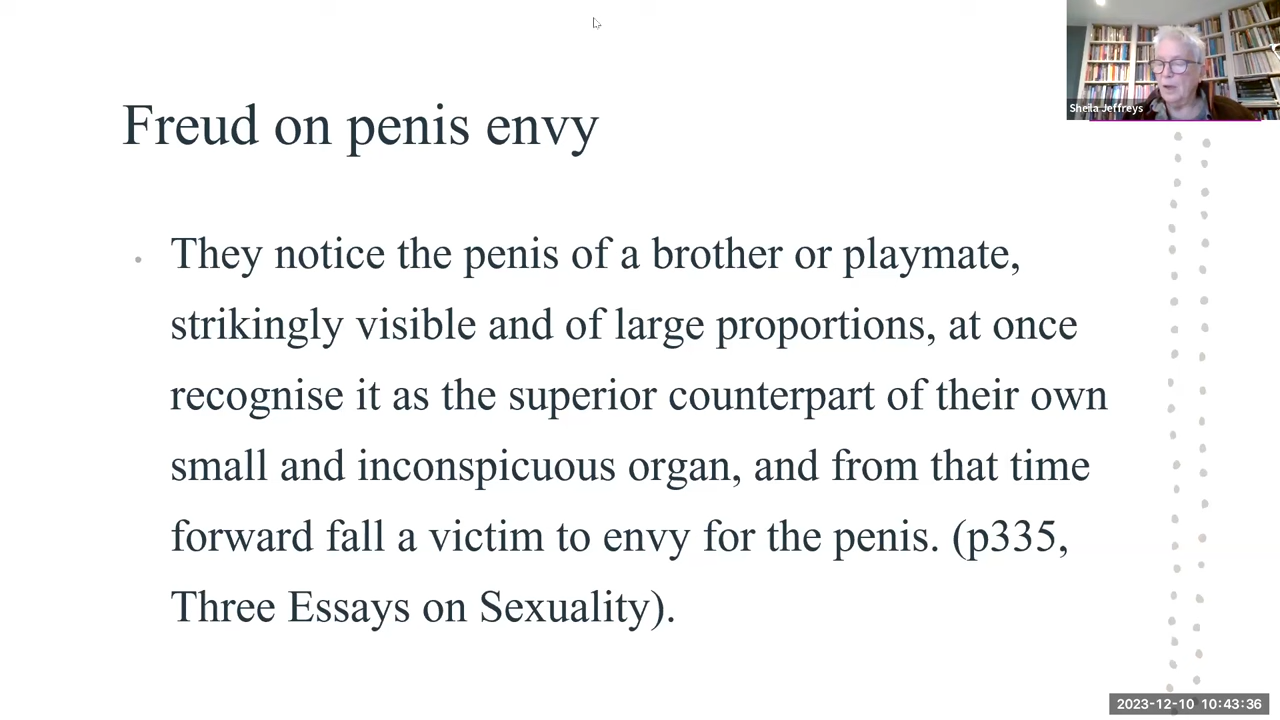 Sheila Jeffreys
Freud on penis envy
They notice the penis of a brother or playmate,
strikingly visible and of large proportions, at once
recognise it as the superior counterpart of their own
small and inconspicuous organ, and from that time
forward fall a victim to envy for the penis. (p335,
Three Essays on Sexuality).
2023-12-10 10:43:36